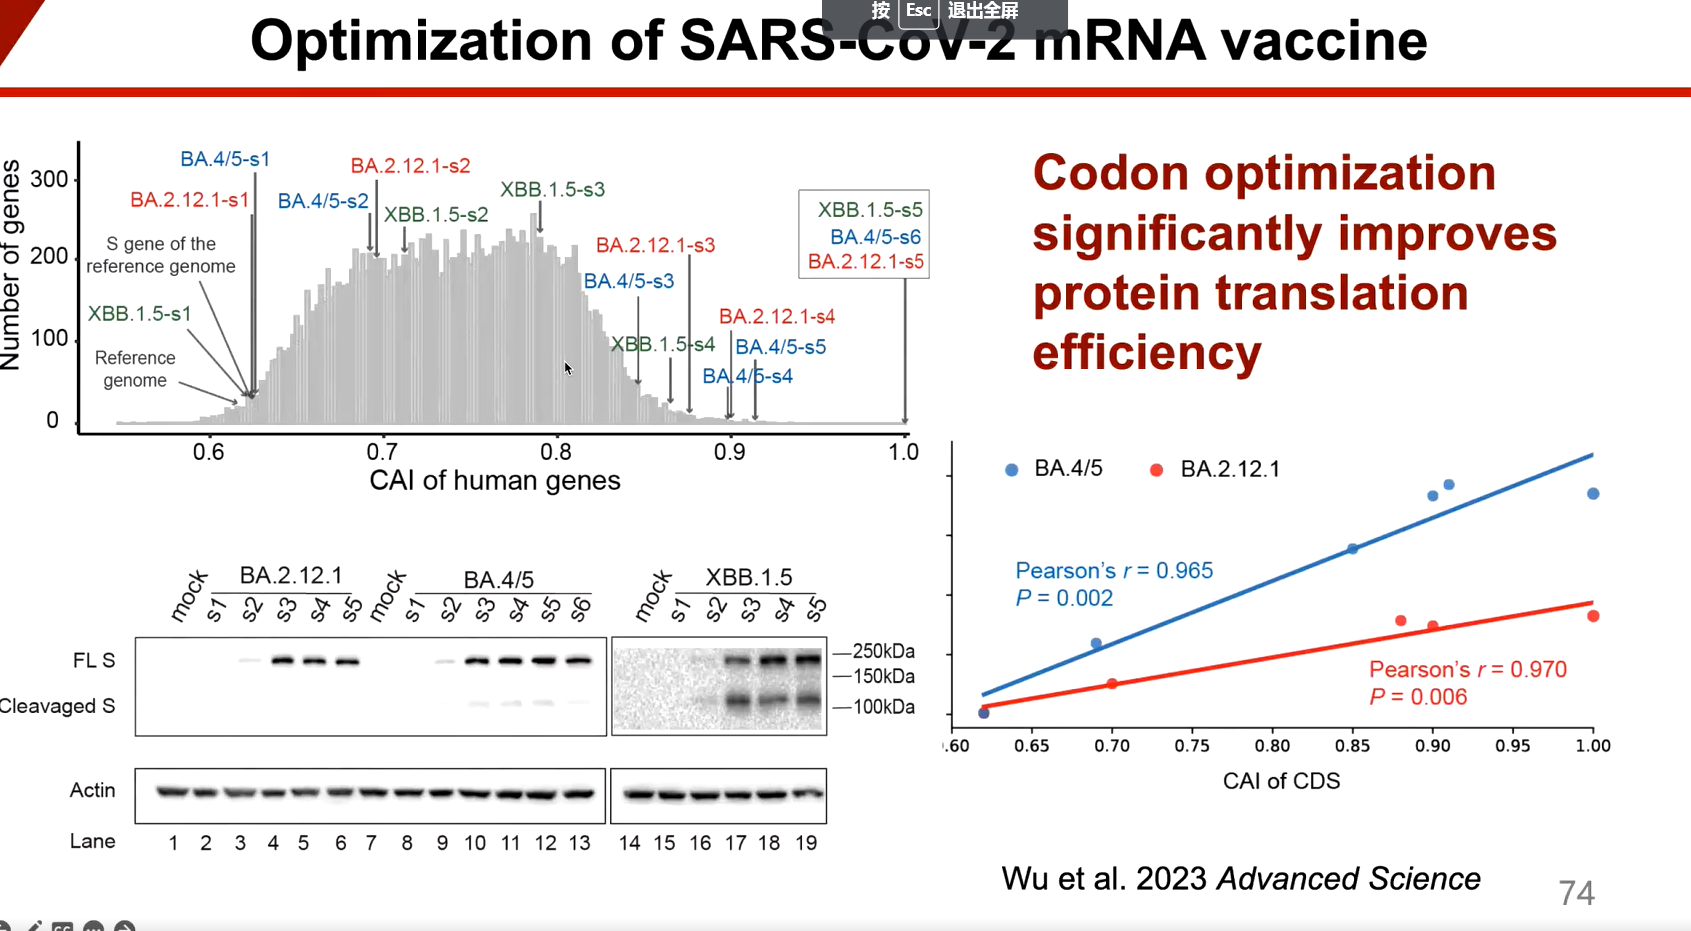 按 Esc 退出全屏
Optimization of SARS-CoV-2 mRNA vaccine
Number of genes
300
200
100
0
BA.4/5-s1
BA.2.12.1-s1
S gene of the
reference genome
XBB.1.5-s1
Reference
genome
BA.2.12.1-s2
BA.4/5-s2
XBB.1.5-s2
XBB.1.5-s3
BA.2.12.1-s3
BA.4/5-s3
XBB.1.5-s4
BA.2.12.1-s4
BA.4/5-s5
BA.4/5-s4
XBB.1.5-s5
BA.4/5-s6
BA.2.12.1-s5
0.6 0.7 0.8 0.9 1.0
CAI of human genes
Codon optimization
significantly improves
protein translation
efficiency
BA.4/5 BA.2.12.1
Pearson's r = 0.965
P = 0.002
Pearson's r = 0.970
P = 0.006
.60 0.65 0.70 0.75 0.80 0.85 0.90 0.95 1.00
CAI of CDS
BA.2.12.1 BA.4/5 XBB.1.5
mock s1 s2 s3 s4 s5 mock s1 s2 s3 s4 s5 s6 mock s1 s2 s3 s4 s5
FL S
Cleavaged S
250kDa
150kDa
100kDa
Actin
Lane 1 2 3 4 5 6 7 8 9 10 11 12 13 14 15 16 17 18 19
Wu et al. 2023 Advanced Science
74